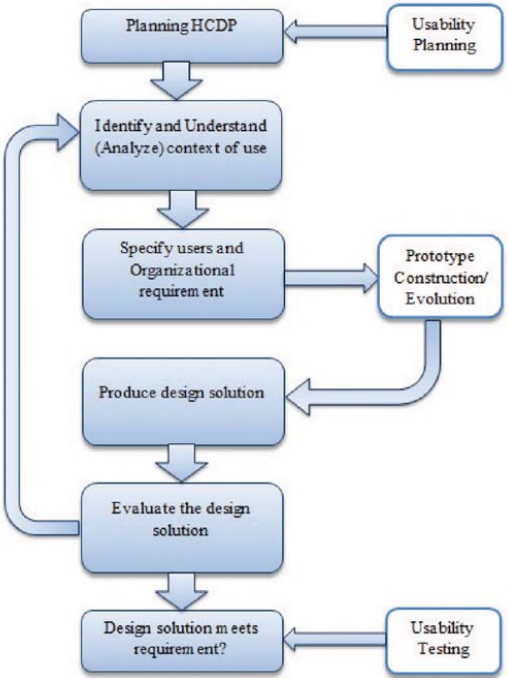 Planning HCDP
Usability
Planning
Identify and Understand
(Analyze) context of use
Specify users and
Organizational
requirement
Prototype
Construction/
Evolution
Produce design solution
Evaluate the design
solution
Design solution meets
requirement?
Usability
Testing